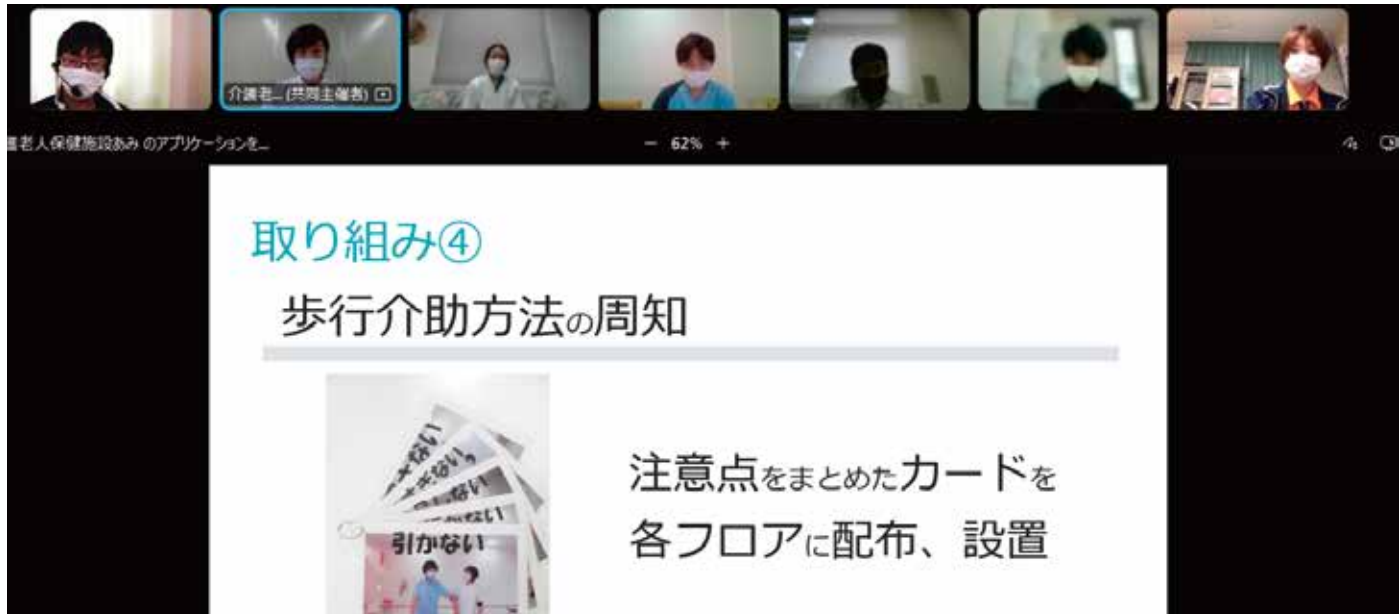 介護老… (共同主催者)
護老人保健施設あみ のアプリケーションを…
− 62% +
取り組み④
歩行介助方法の周知
引かない
注意点をまとめたカードを
各フロアに配布、設置